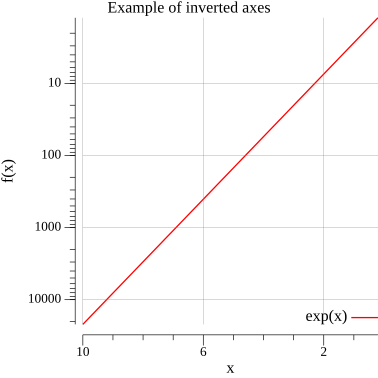 Example of inverted axes
10
100
1000
10000
f(x)
exp(x)
10 6 2
x